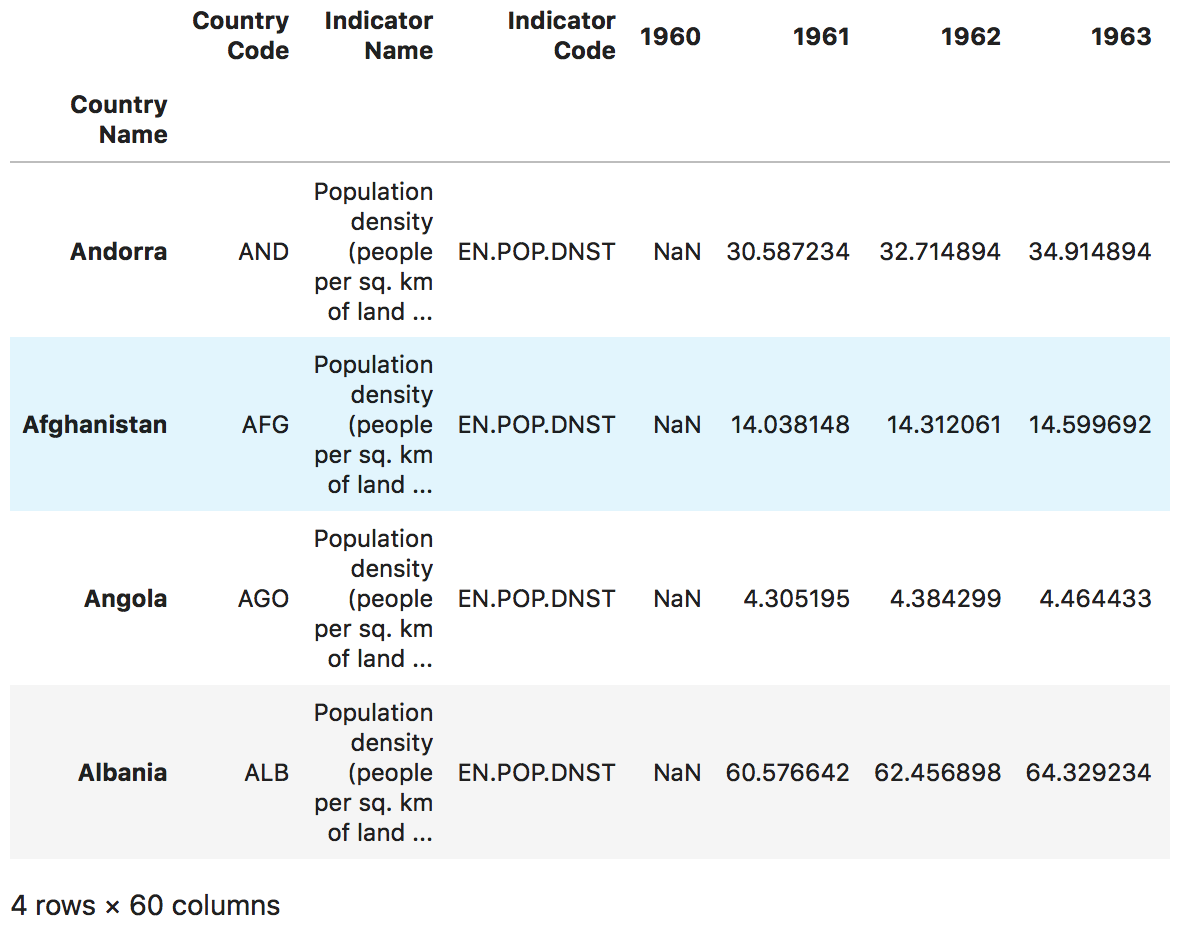 Country Code Indicator Name Indicator Code 1960 1961 1962 1963
Country Name
Andorra AND Population density (people per sq. km of land ... EN.POP.DNST NaN 30.587234 32.714894 34.914894
Afghanistan AFG Population density (people per sq. km of land ... EN.POP.DNST NaN 14.038148 14.312061 14.599692
Angola AGO Population density (people per sq. km of land ... EN.POP.DNST NaN 4.305195 4.384299 4.464433
Albania ALB Population density (people per sq. km of land ... EN.POP.DNST NaN 60.576642 62.456898 64.329234
4 rows × 60 columns